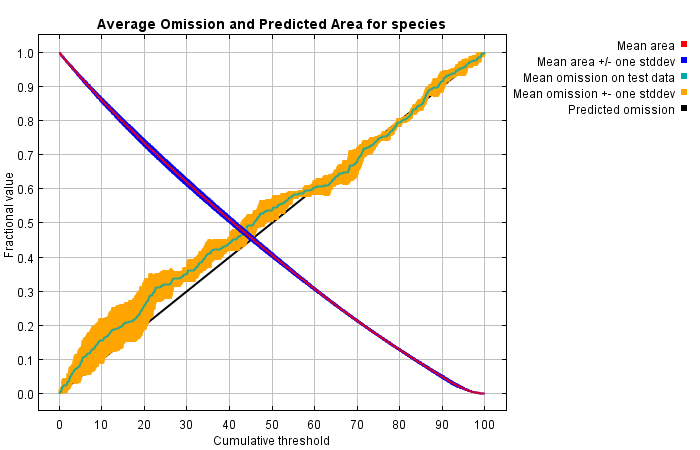 Average Omission and Predicted Area for species
Mean area
Mean area +/- one stddev
Mean omission on test data
Mean omission +- one stddev
Predicted omission
Fractional value
1.0
0.9
0.8
0.7
0.6
0.5
0.4
0.3
0.2
0.1
0.0
0 10 20 30 40 50 60 70 80 90 100
Cumulative threshold